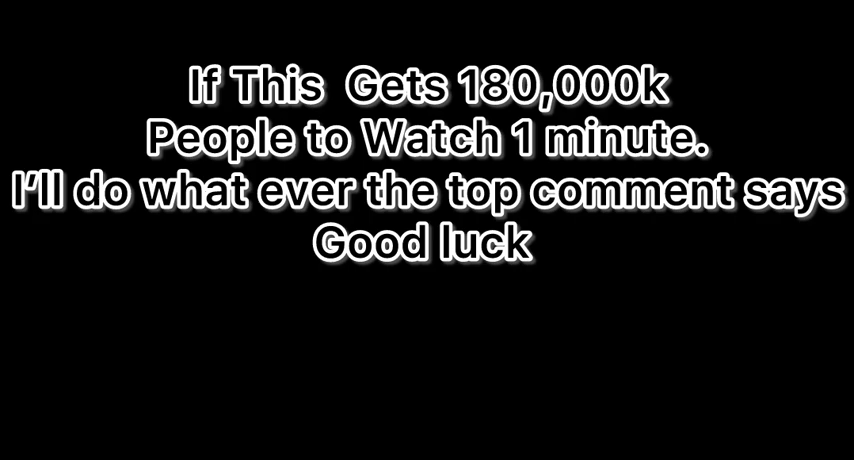 If This  Gets 180,000k
People to Watch 1 minute.
I'll do what ever the top comment says
Good luck